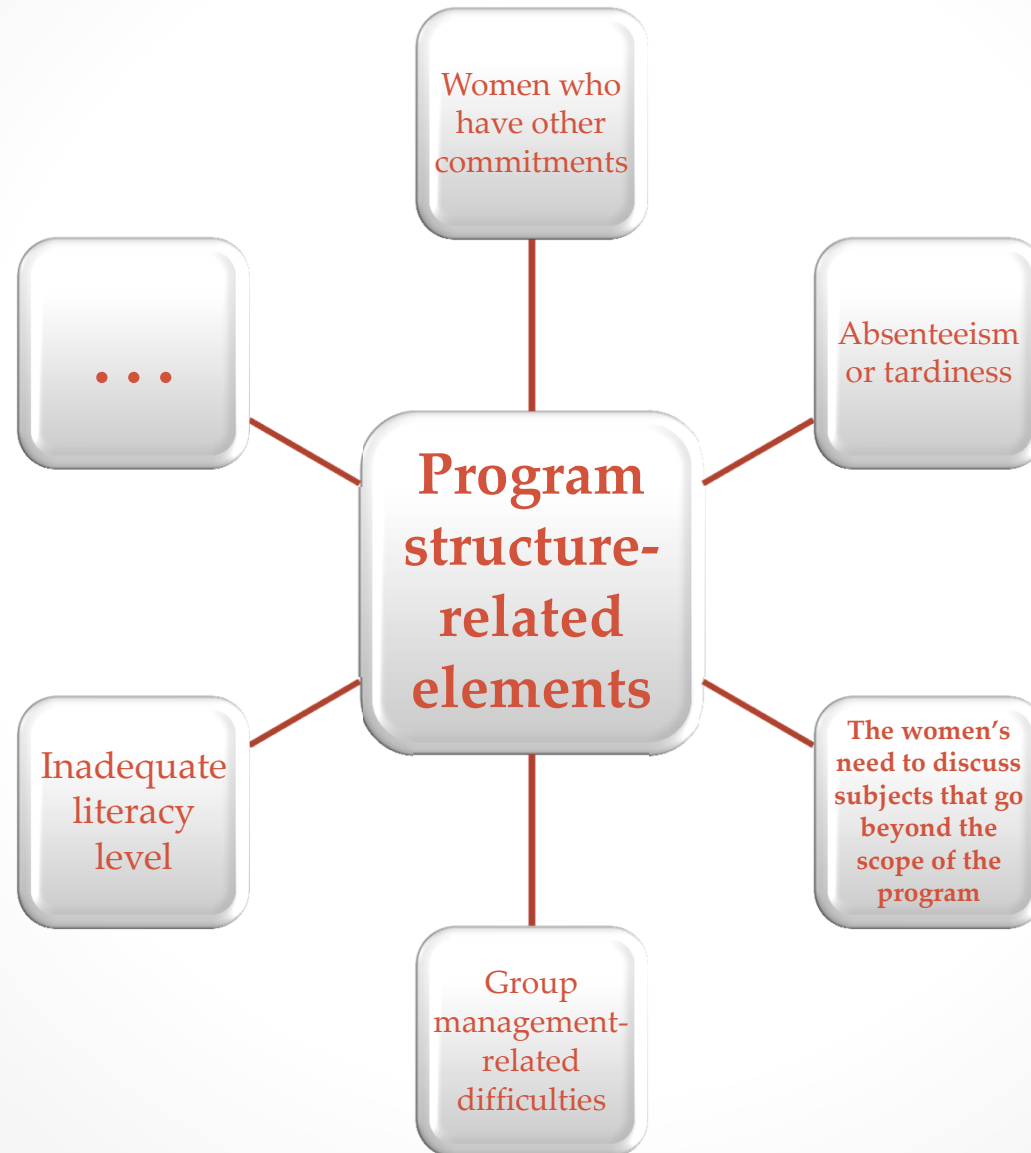 Women who
have other
commitments
. . .
Absenteeism
or tardiness
Program
structure-
related
elements
Inadequate
literacy
level
The women’s
need to discuss
subjects that go
beyond the
scope of the
program
Group
management-
related
difficulties